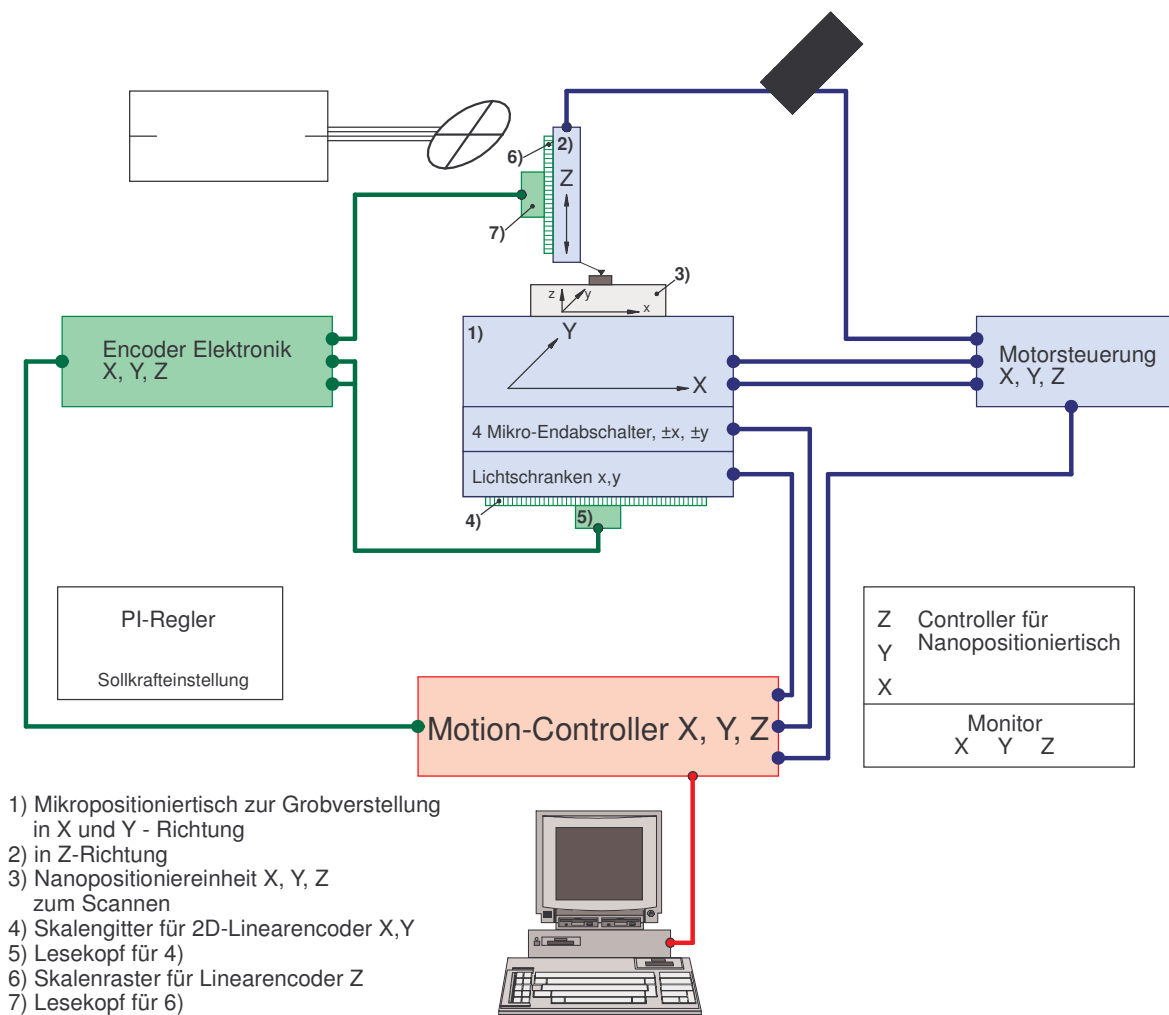 6)
2)
Z
7)
3)
z
y
x
1)
Y
X
Encoder Elektronik
X, Y, Z
Motorsteuerung
X, Y, Z
4 Mikro-Endabschalter, ±x, ±y
Lichtschranken x,y
4)
5)
PI-Regler
Sollkrafteinstellung
Z Controller für
Nanopositioniertisch
Y
X
Monitor
X Y Z
Motion-Controller X, Y, Z
1) Mikropositioniertisch zur Grobverstellung
in X und Y - Richtung
2) in Z-Richtung
3) Nanopositioniereinheit X, Y, Z
zum Scannen
4) Skalengitter für 2D-Linearencoder X,Y
5) Lesekopf für 4)
6) Skalenraster für Linearencoder Z
7) Lesekopf für 6)